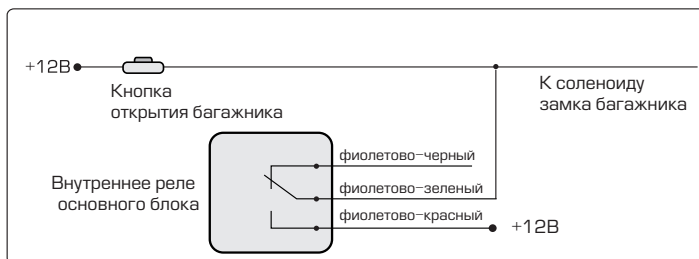 +12В
Кнопка
открытия багажника
К соленоиду
замка багажника
фиолетово-черный
Внутреннее реле
основного блока
фиолетово-зеленый
фиолетово-красный
+12В